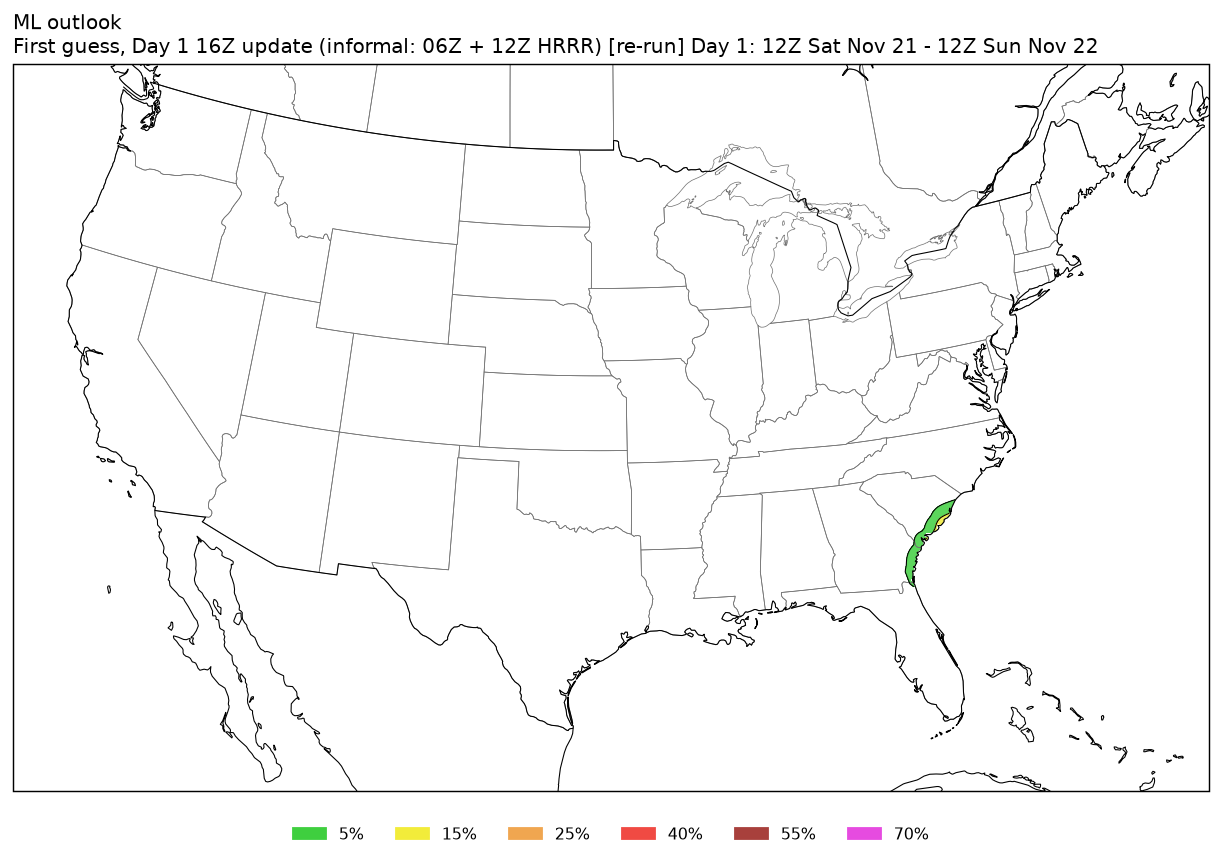 ML outlook
First guess, Day 1 16Z update (informal: 06Z + 12Z HRRR) [re-run] Day 1: 12Z Sat Nov 21 - 12Z Sun Nov 22
5% 15% 25% 40% 55% 70%